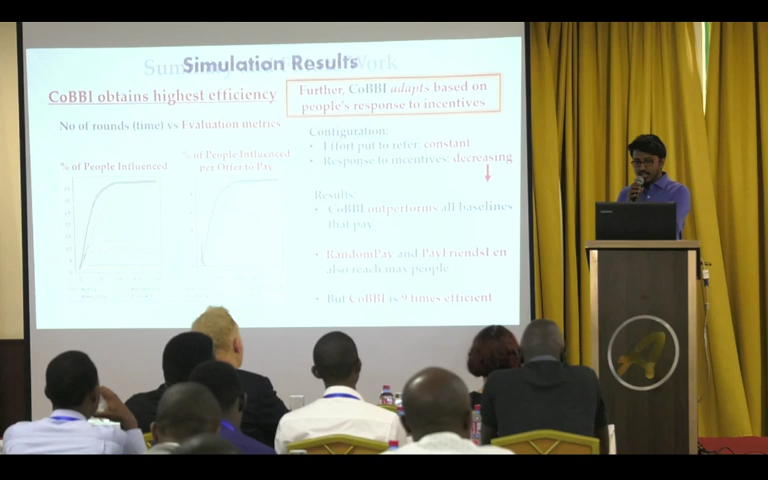 Simulation Results
CoBBI obtains highest efficiency
No of rounds (time) vs Evaluation metrics
% of People Influenced
% of People Influenced
per Offer to Pay
Further, CoBBI adapts based on
people's response to incentives
Configuration:
• Effort put to refer: constant
• Response to incentives: decreasing
Results:
• CoBBI outperforms all baselines
that pay
• RandomPay and PayFriendsLen
also reach max people
• But CoBBI is 9 times efficient